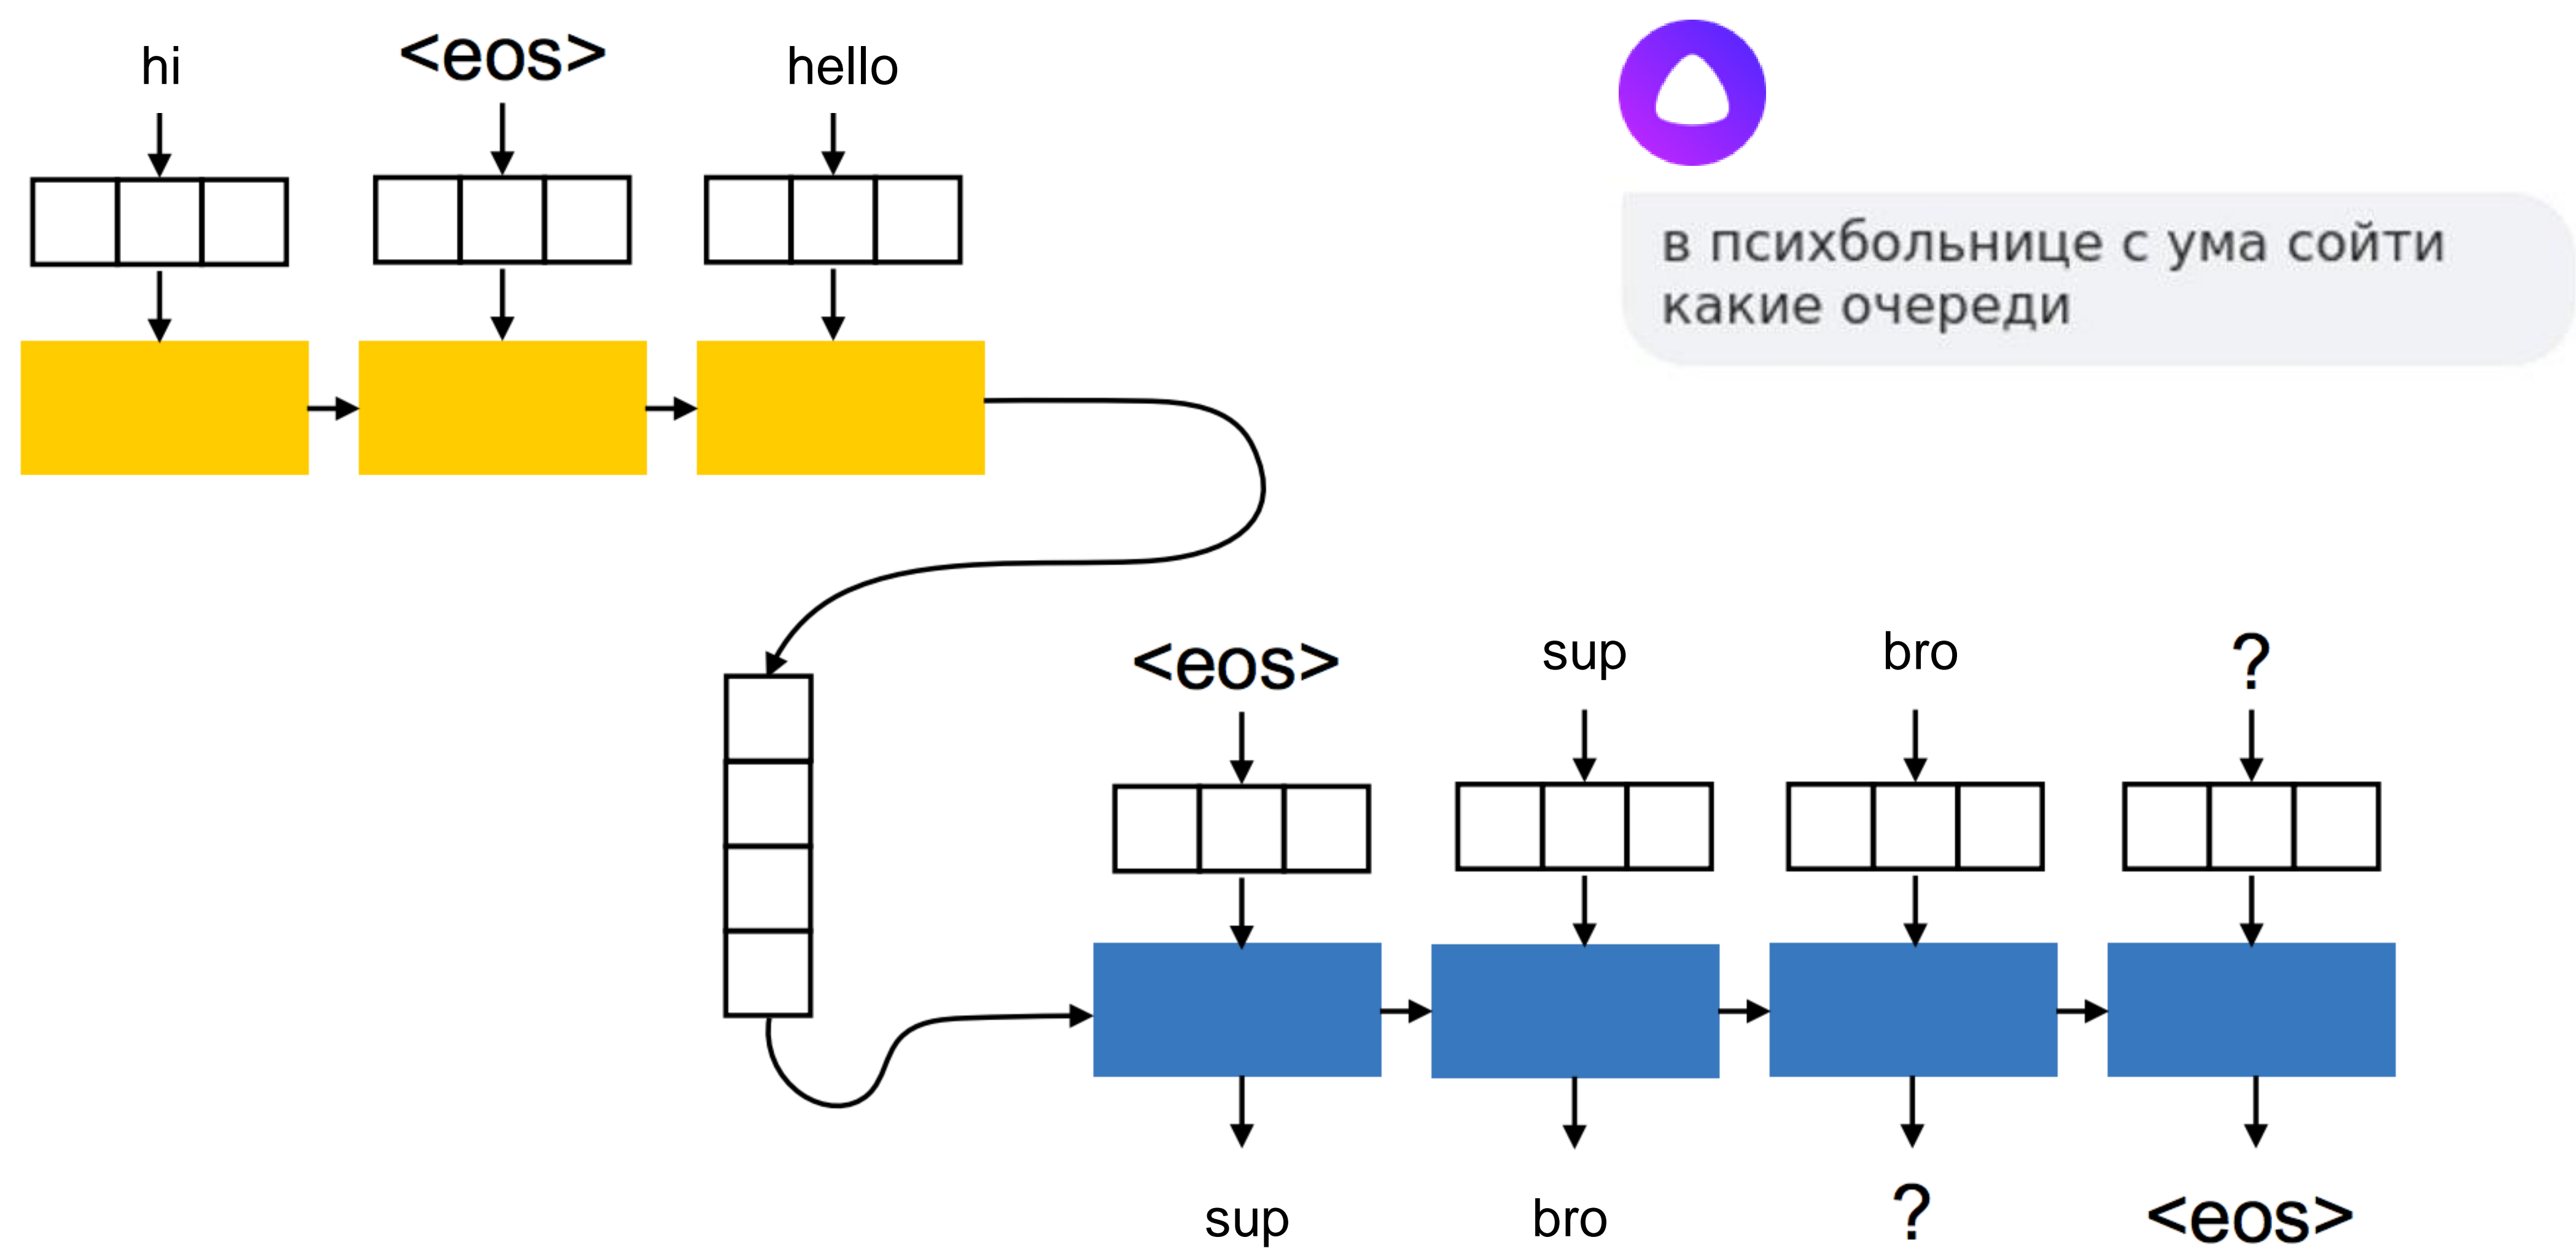 hi <eos> hello
в психбольнице с ума сойти
какие очереди
<eos> sup bro ?
sup bro ? <eos>